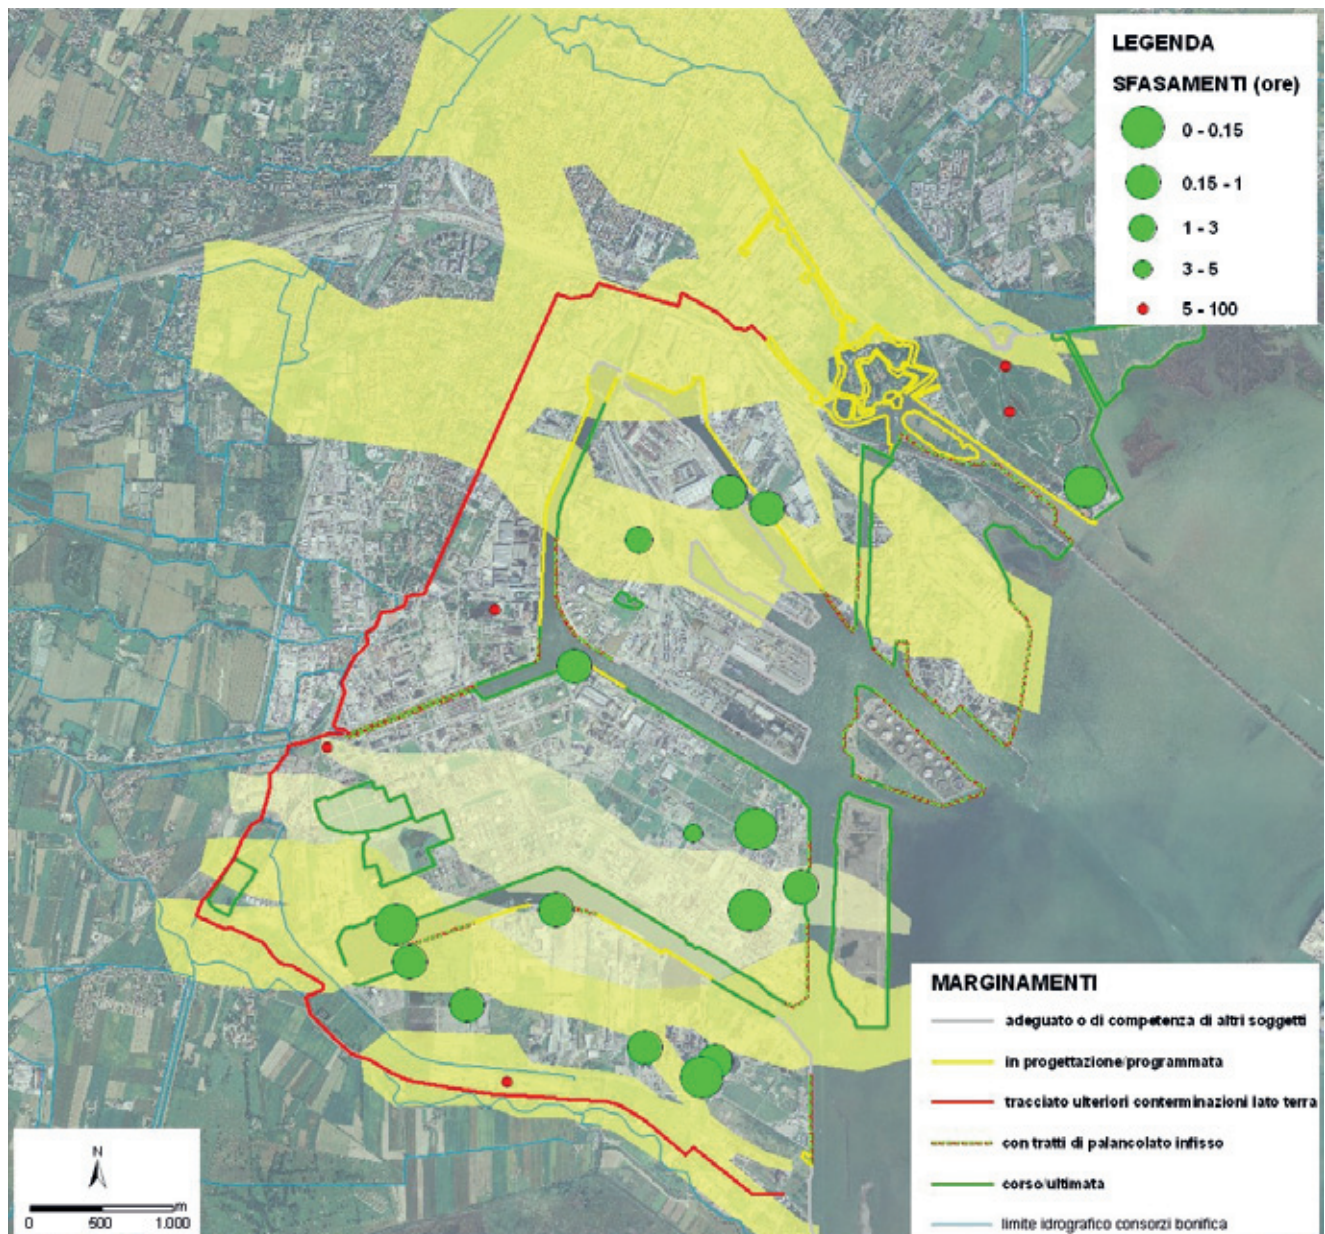 LEGENDA
SFASAMENTI (ore)
0 - 0.15
0.15 - 1
1 - 3
3 - 5
5 - 100
MARGINAMENTI
adeguato o di competenza di altri soggetti
in progettazione/programmata
tracciato ulteriori conterminazioni lato terra
con tratti di palancolato infisso
corso/ultimata
limite idrografico consorzi bonifica
N
m
0 500 1.000